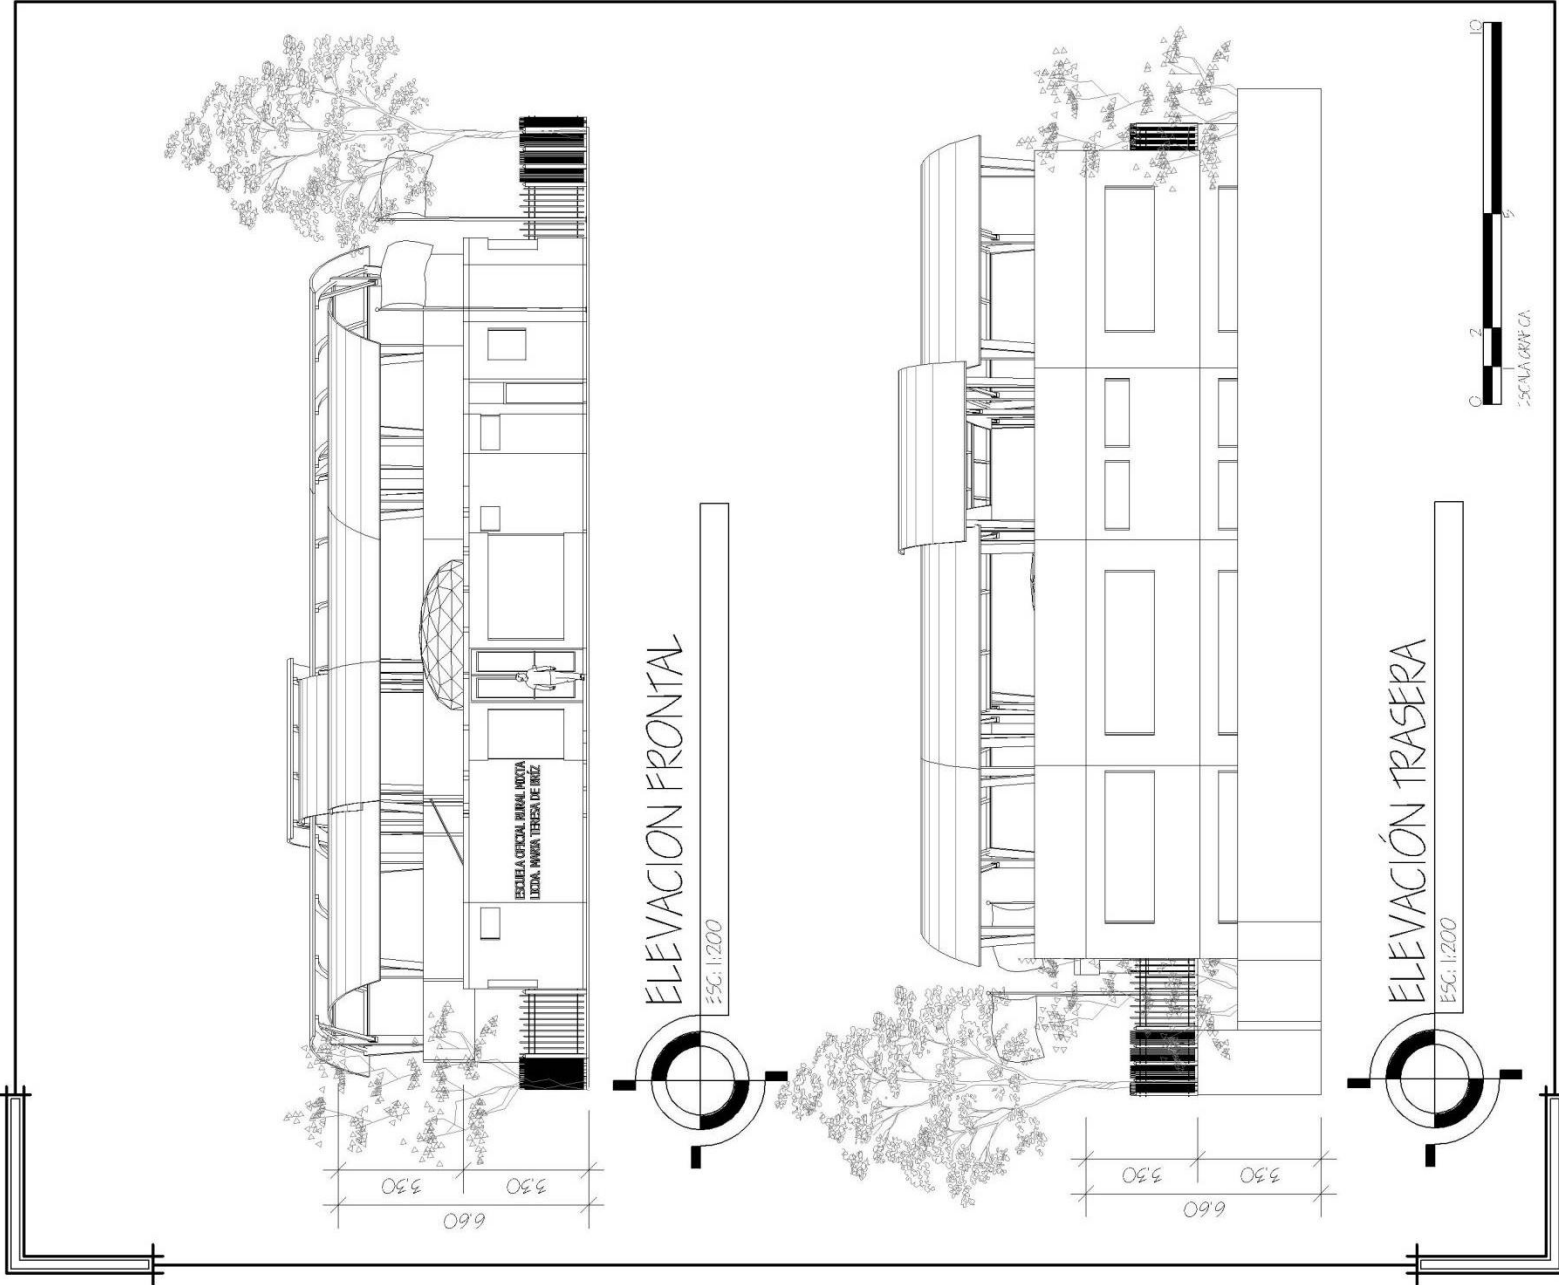 ESCUELA OFICIAL RURAL MIXTA
LICDA. MARIA TERESA DE BRÍZ
3.30
3.30
6.60
ELEVACION FRONTAL
ESC: 1:200
3.30
3.30
6.60
ELEVACIÓN TRASERA
ESC: 1:200
0 2 5 10
ESCALA GRAFICA